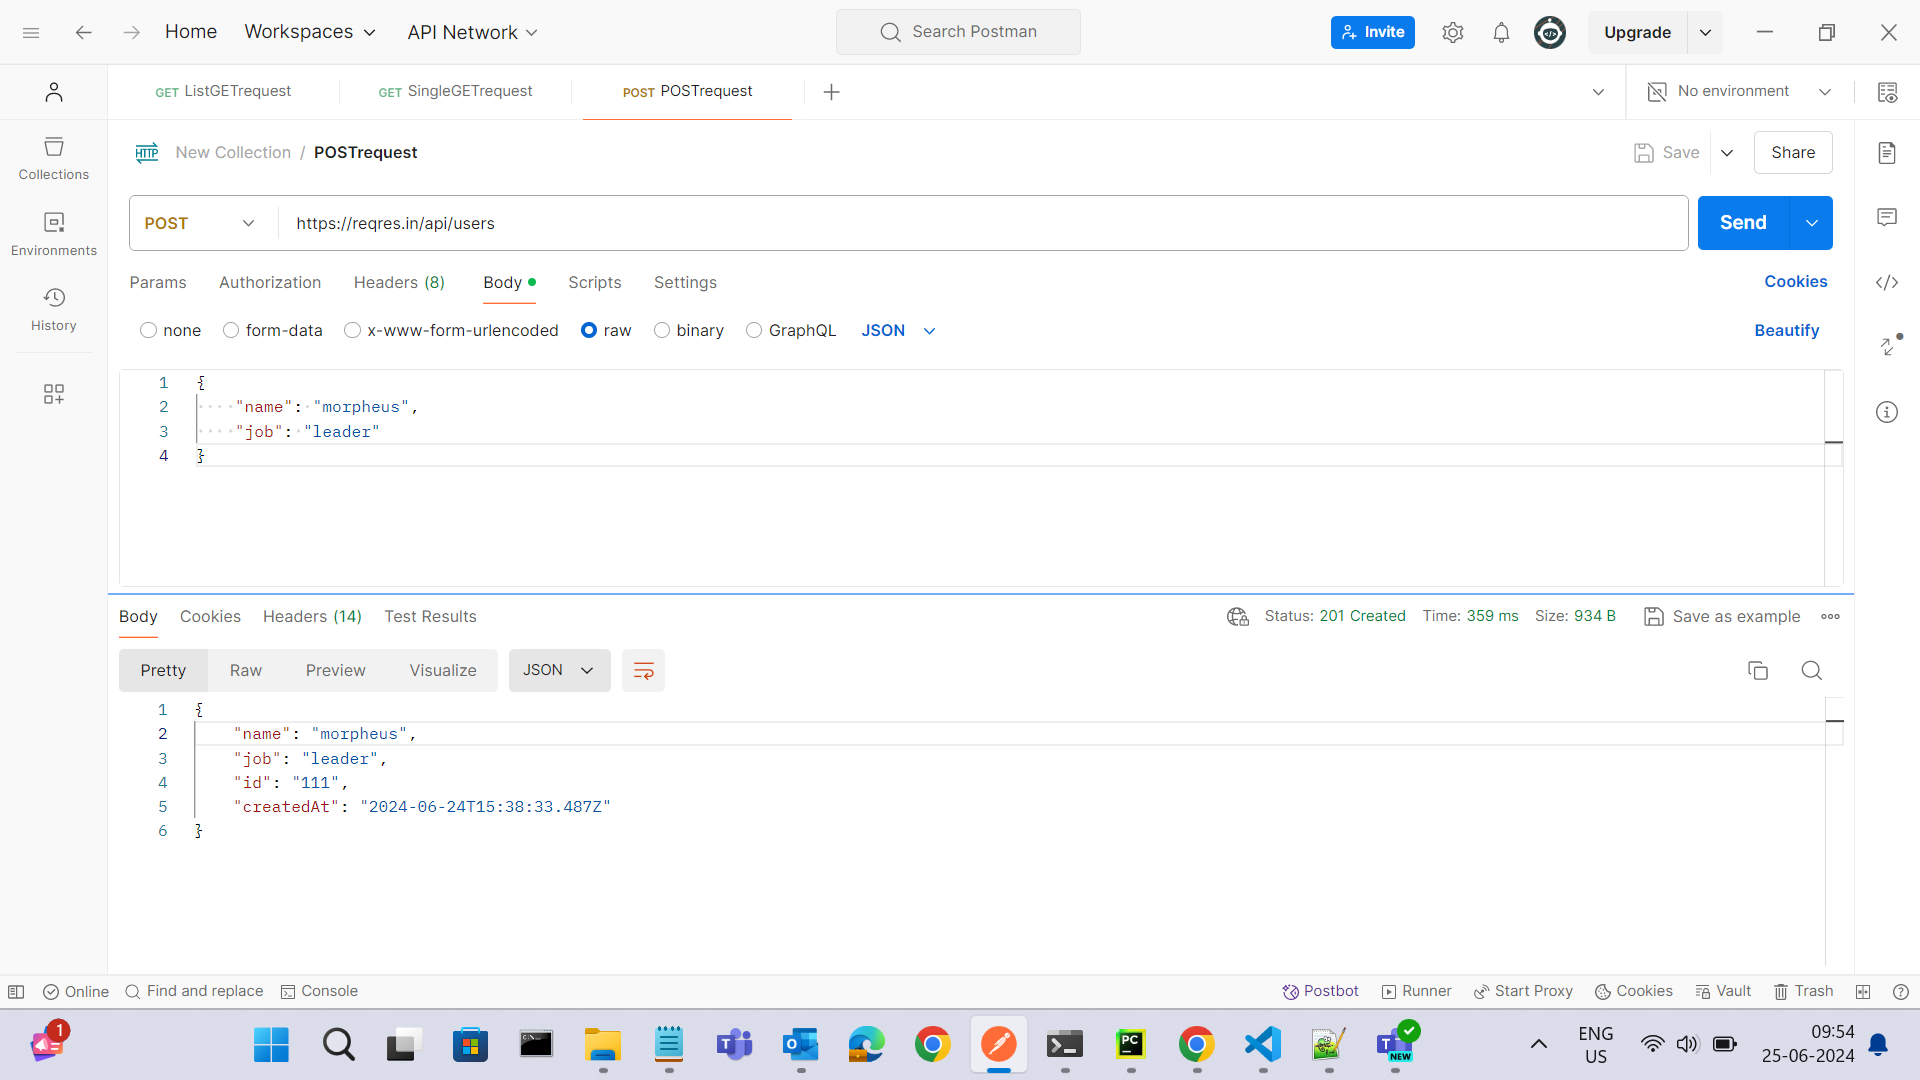 Home Workspaces API Network Search Postman Invite Upgrade
GET ListGETrequest GET SingleGETrequest POST POSTrequest No environment
HTTP New Collection / POSTrequest Save Share
Collections
POST https://reqres.in/api/users Send
Environments
Params Authorization Headers (8) Body Scripts Settings Cookies
History
none form-data x-www-form-urlencoded raw binary GraphQL JSON Beautify
1 {
2 "name": "morpheus",
3 "job": "leader"
4 }
Body Cookies Headers (14) Test Results Status: 201 Created Time: 359 ms Size: 934 B Save as example
Pretty Raw Preview Visualize JSON
1 {
2 "name": "morpheus",
3 "job": "leader",
4 "id": "111",
5 "createdAt": "2024-06-24T15:38:33.487Z"
6 }
Online Find and replace Console Postbot Runner Start Proxy Cookies Vault Trash
1
PC
NEW
ENG
US
09:54
25-06-2024